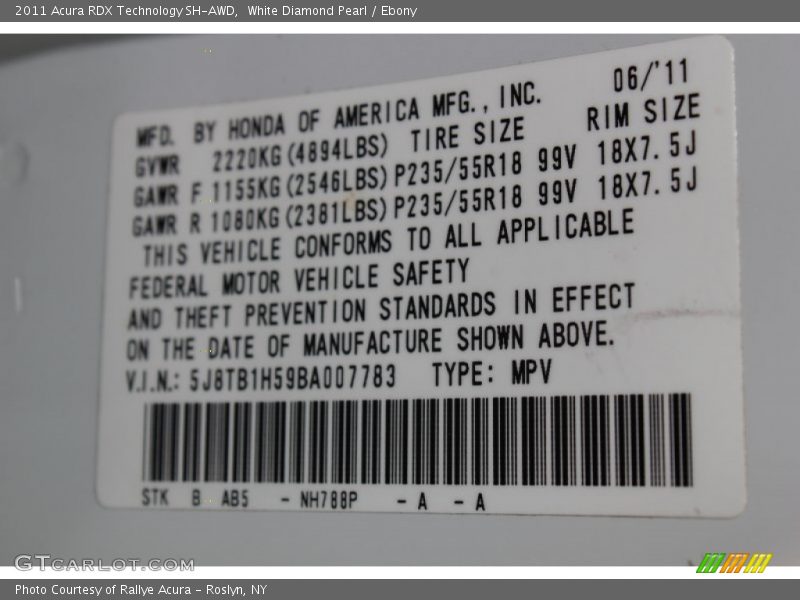 2011 Acura RDX Technology SH-AWD,  White Diamond Pearl / Ebony
06/'11
MFD. BY HONDA OF AMERICA MFG., INC.
GVWR 2220KG(4894LBS) TIRE SIZE RIM SIZE
GAWR F 1155KG(2546LBS) P235/55R18 99V 18X7.5J
GAWR R 1080KG(2381LBS) P235/55R18 99V 18X7.5J
THIS VEHICLE CONFORMS TO ALL APPLICABLE
FEDERAL MOTOR VEHICLE SAFETY
AND THEFT PREVENTION STANDARDS IN EFFECT
ON THE DATE OF MANUFACTURE SHOWN ABOVE.
V.I.N.: 5J8TB1H59BA007783 TYPE: MPV
STK B AB5 - NH788P - A - A
GTCARLOT.COM
Photo Courtesy of Rallye Acura - Roslyn, NY